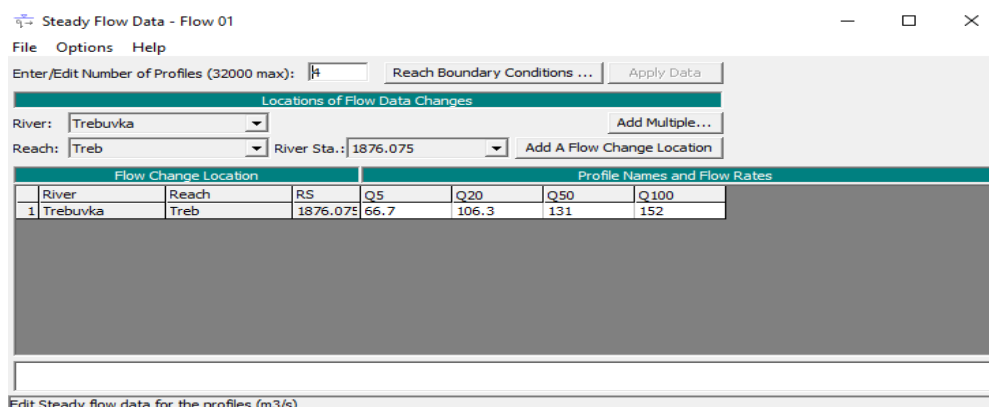 Steady Flow Data - Flow 01
File Options Help
Enter/Edit Number of Profiles (32000 max): 4 Reach Boundary Conditions ... Apply Data
Locations of Flow Data Changes
River: Trebuvka Add Multiple...
Reach: Treb River Sta.: 1876.075 Add A Flow Change Location
Flow Change Location Profile Names and Flow Rates
River Reach RS Q5 Q20 Q50 Q100
1 Trebuvka Treb 1876.075 66.7 106.3 131 152
Edit Steady flow data for the profiles (m3/s)